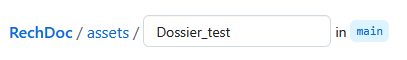 RechDoc / assets / Dossier_test in main